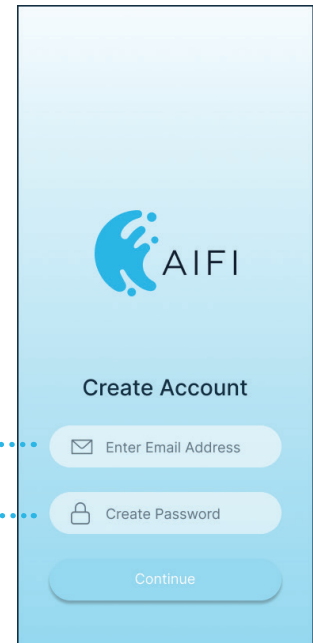 AIFI
Create Account
Enter Email Address
Create Password
Continue